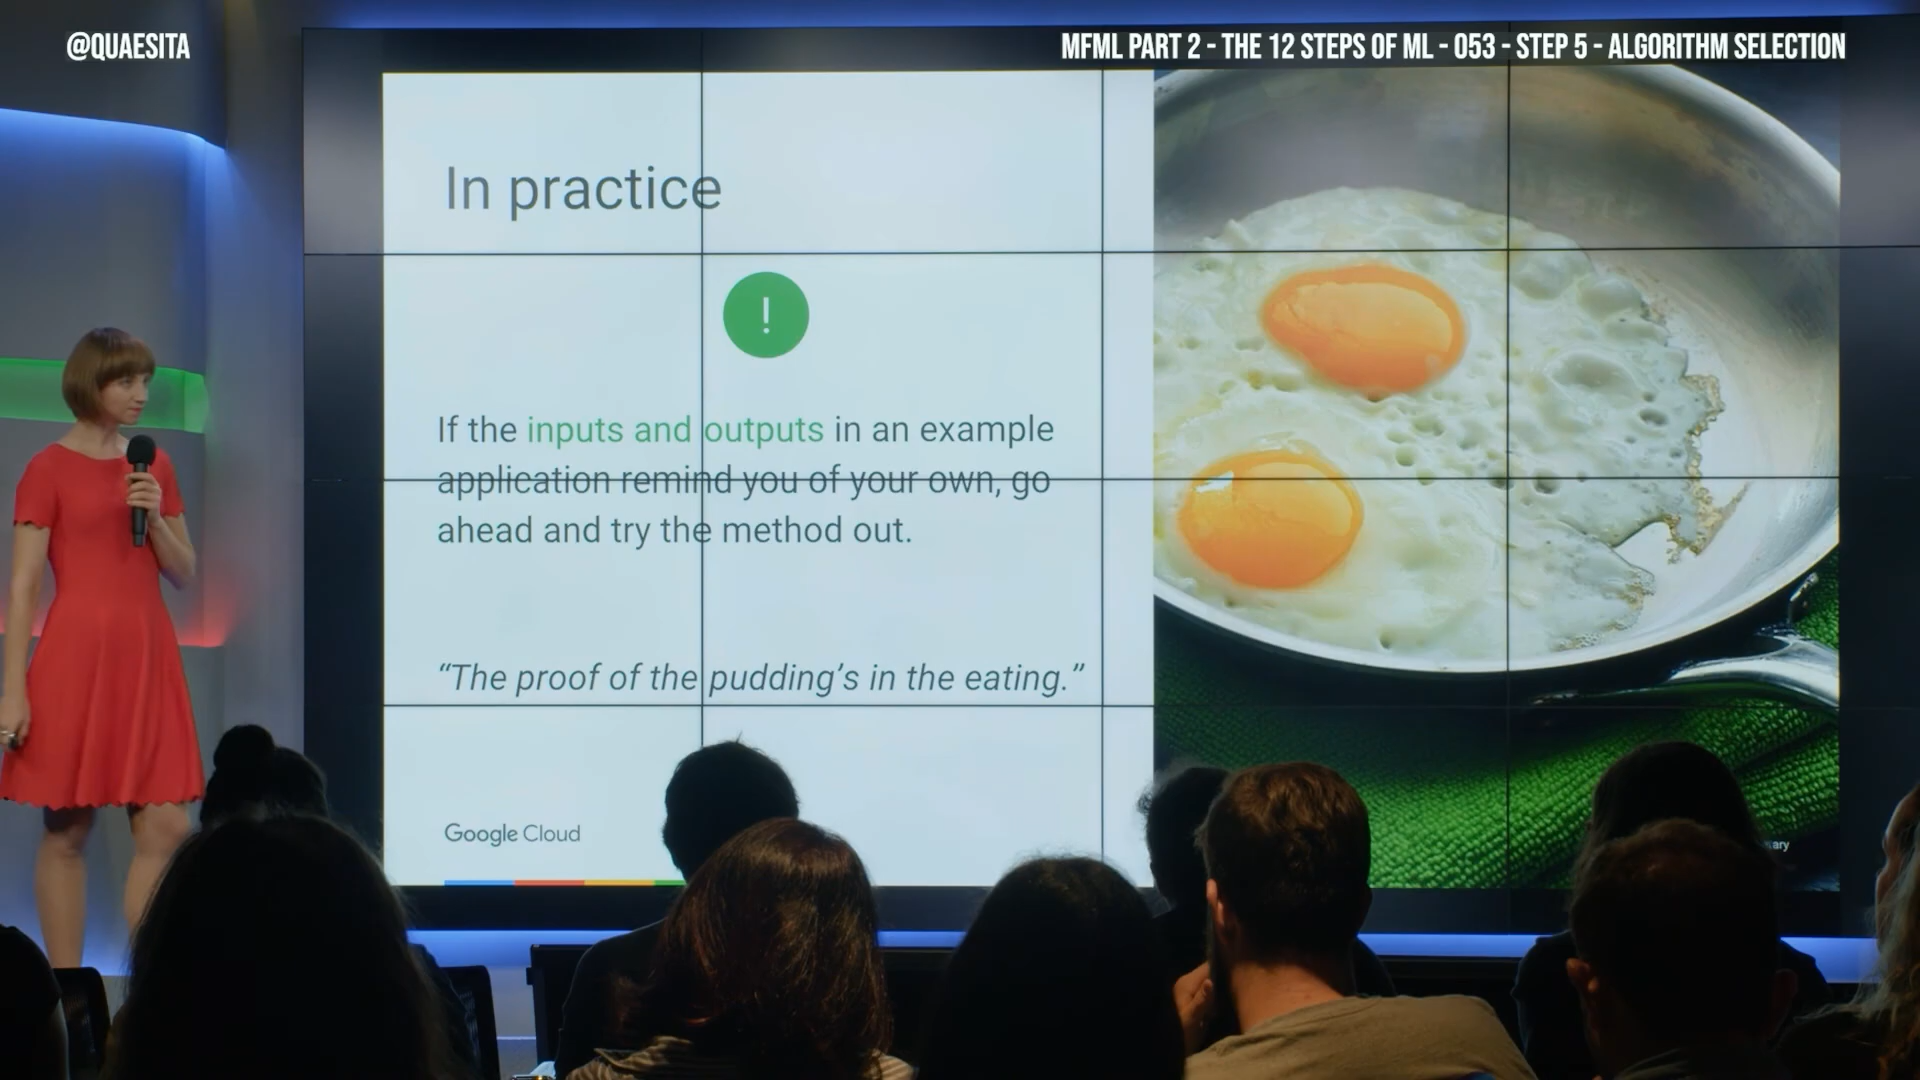 @QUAESITA
MFML PART 2 - THE 12 STEPS OF ML - 053 - STEP 5 - ALGORITHM SELECTION
In practice
!
If the inputs and outputs in an example
application remind you of your own, go
ahead and try the method out.
“The proof of the pudding’s in the eating.”
Google Cloud